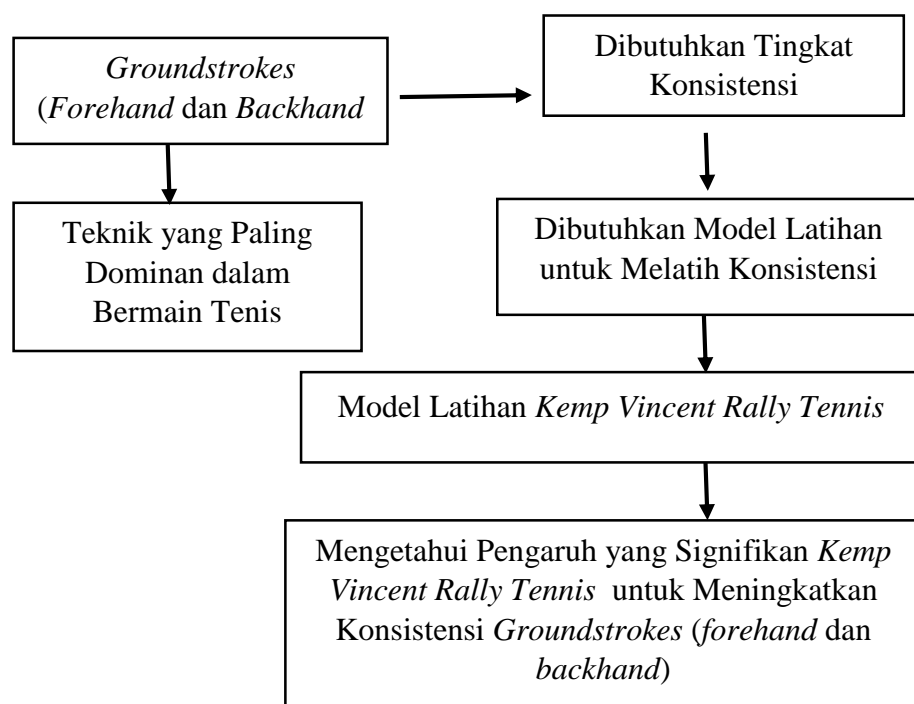 Groundstrokes
(Forehand dan Backhand
Dibutuhkan Tingkat
Konsistensi
Teknik yang Paling
Dominan dalam
Bermain Tenis
Dibutuhkan Model Latihan
untuk Melatih Konsistensi
Model Latihan Kemp Vincent Rally Tennis
Mengetahui Pengaruh yang Signifikan Kemp
Vincent Rally Tennis untuk Meningkatkan
Konsistensi Groundstrokes (forehand dan
backhand)